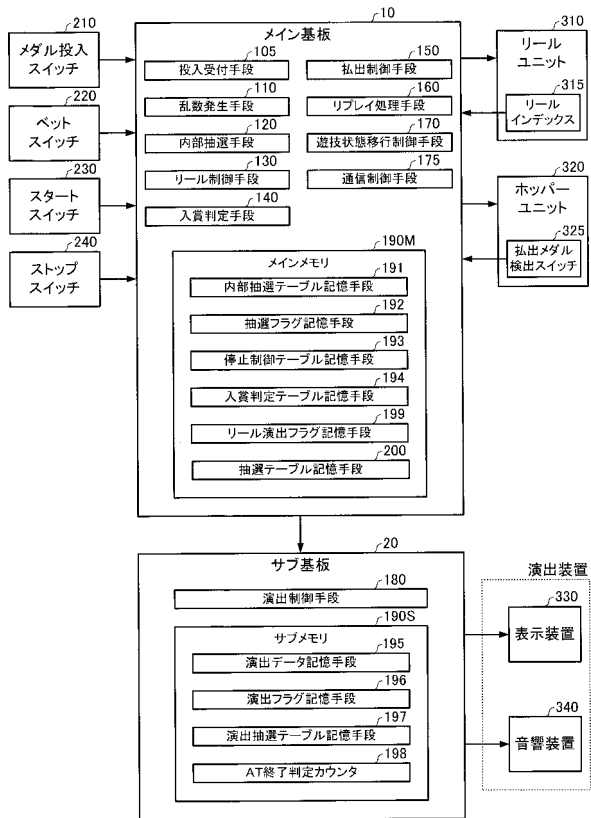 210
メダル投入
スイッチ
220
ベット
スイッチ
230
スタート
スイッチ
240
ストップ
スイッチ
10
メイン基板
105
投入受付手段
110
乱数発生手段
120
内部抽選手段
130
リール制御手段
140
入賞判定手段
150
払出制御手段
160
リプレイ処理手段
170
遊技状態移行制御手段
175
通信制御手段
190M
メインメモリ
191
内部抽選テーブル記憶手段
192
抽選フラグ記憶手段
193
停止制御テーブル記憶手段
194
入賞判定テーブル記憶手段
199
リール演出フラグ記憶手段
200
抽選テーブル記憶手段
310
リール
ユニット
315
リール
インデックス
320
ホッパー
ユニット
325
払出メダル
検出スイッチ
20
サブ基板
180
演出制御手段
190S
サブメモリ
195
演出データ記憶手段
196
演出フラグ記憶手段
197
演出抽選テーブル記憶手段
198
AT終了判定カウンタ
演出装置
330
表示装置
340
音響装置